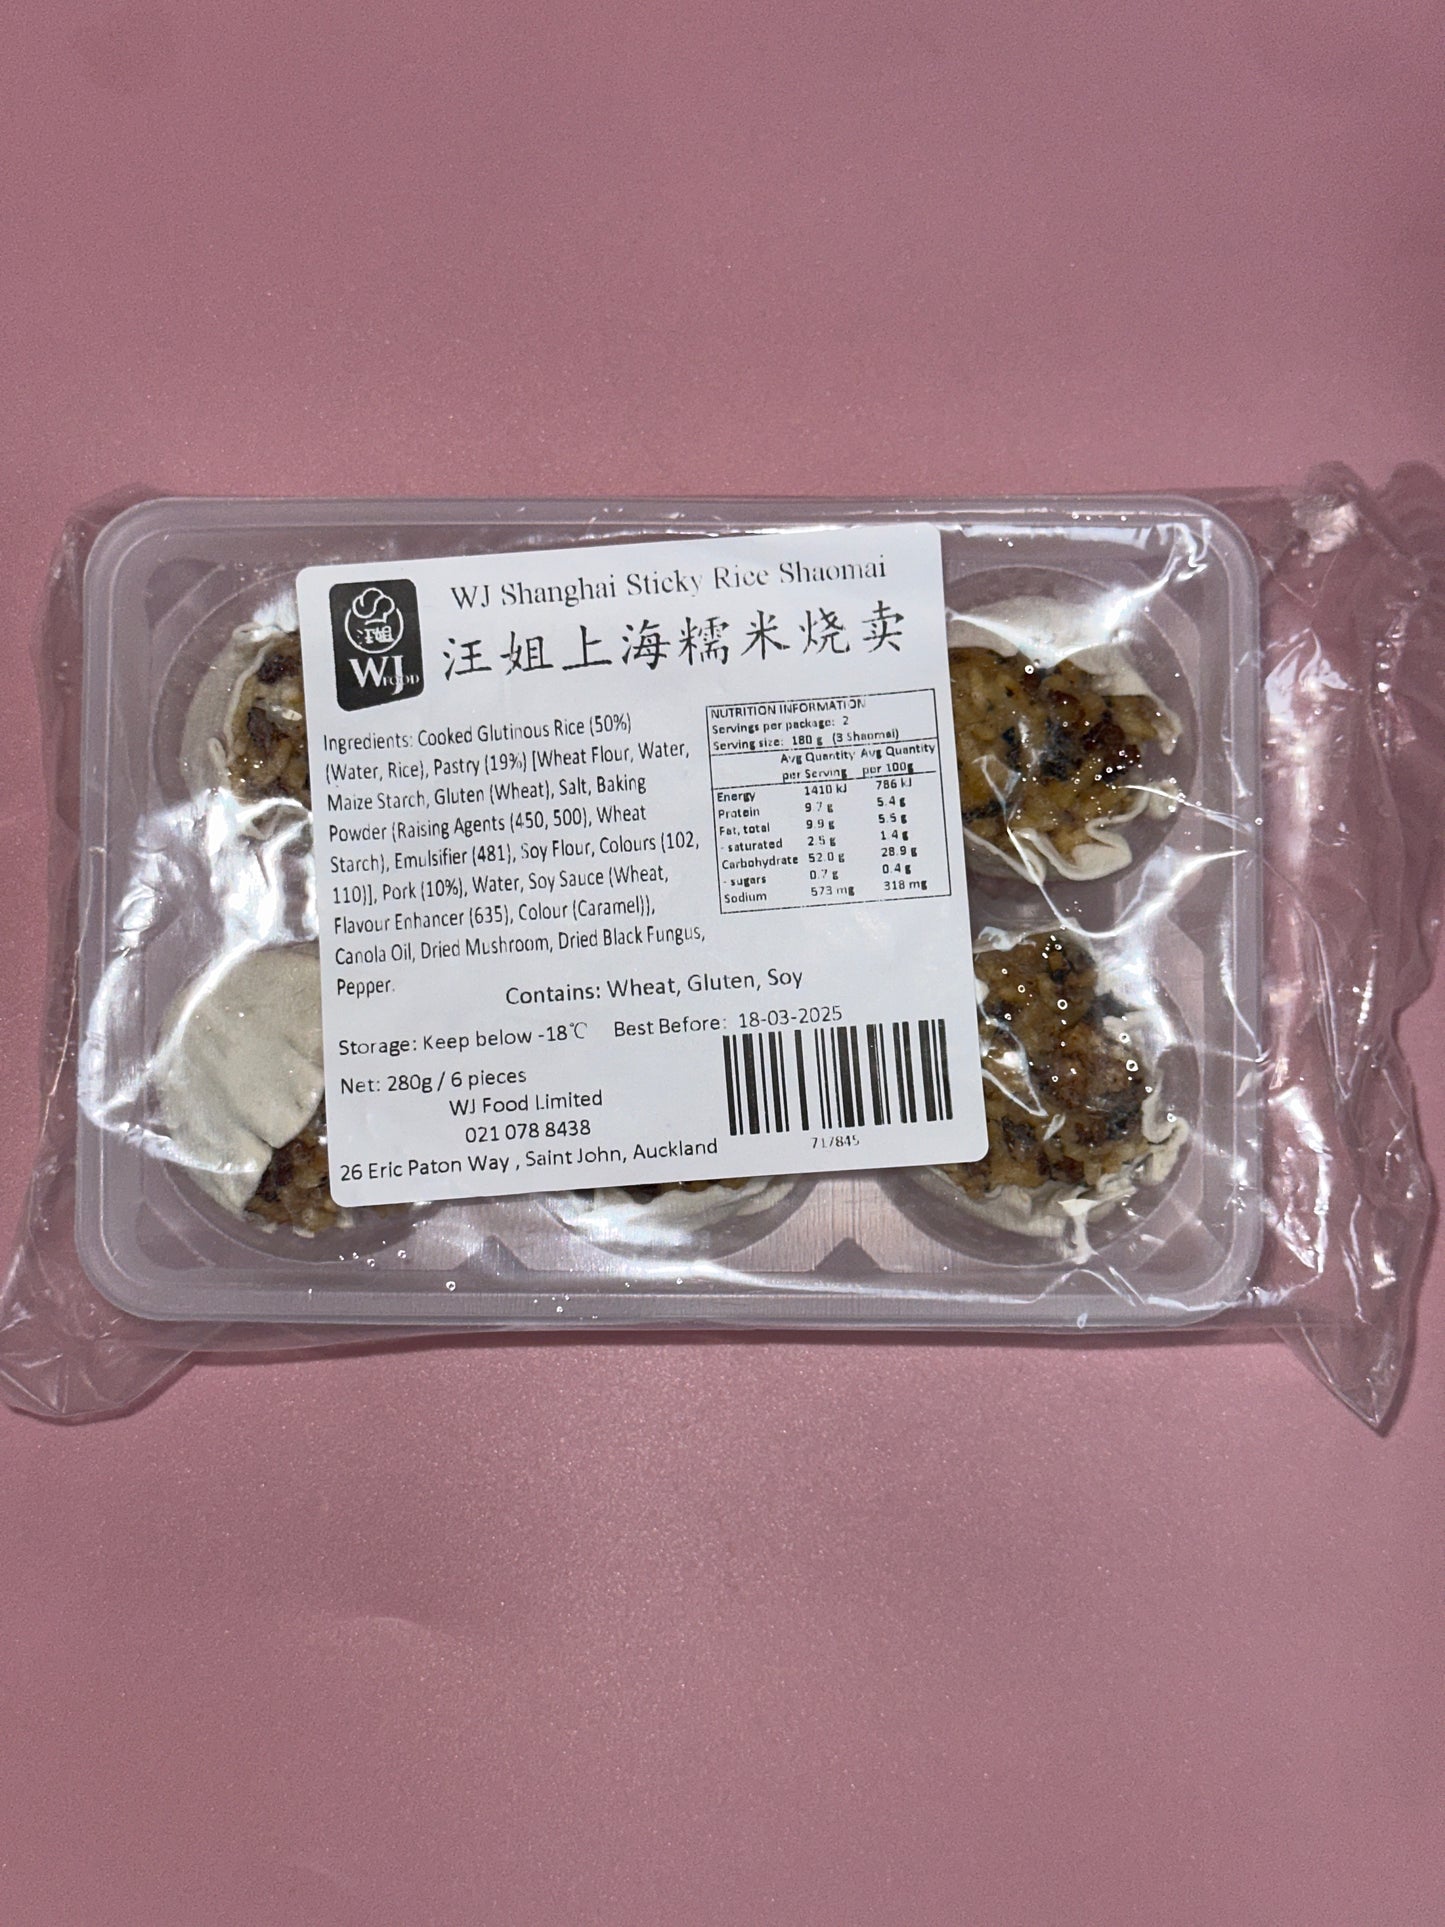 汪姐
WJ
FOOD
WJ Shanghai Sticky Rice Shaomai
汪姐上海糯米烧卖
Ingredients: Cooked Glutinous Rice (50%)
(Water, Rice), Pastry (19%) [Wheat Flour, Water,
Maize Starch, Gluten (Wheat), Salt, Baking
Powder (Raising Agents (450, 500), Wheat
Starch), Emulsifier (481), Soy Flour, Colours (102,
110)], Pork (10%), Water, Soy Sauce (Wheat,
Flavour Enhancer (635), Colour (Caramel)),
Canola Oil, Dried Mushroom, Dried Black Fungus,
Pepper.
NUTRITION INFORMATION
Servings per package: 2
Serving size: 180 g (3 Shaomai)
Avg Quantity Avg Quantity
per Serving per 100g
Energy 1410 kJ 786 kJ
Protein 9.7 g 5.4 g
Fat, total 9.9 g 5.5 g
- saturated 2.5 g 1.4 g
Carbohydrate 52.0 g 28.9 g
- sugars 0.7 g 0.4 g
Sodium 573 mg 318 mg
Contains: Wheat, Gluten, Soy
Storage: Keep below -18℃ Best Before: 18-03-2025
Net: 280g / 6 pieces
WJ Food Limited
021 078 8438
26 Eric Paton Way , Saint John, Auckland
717845